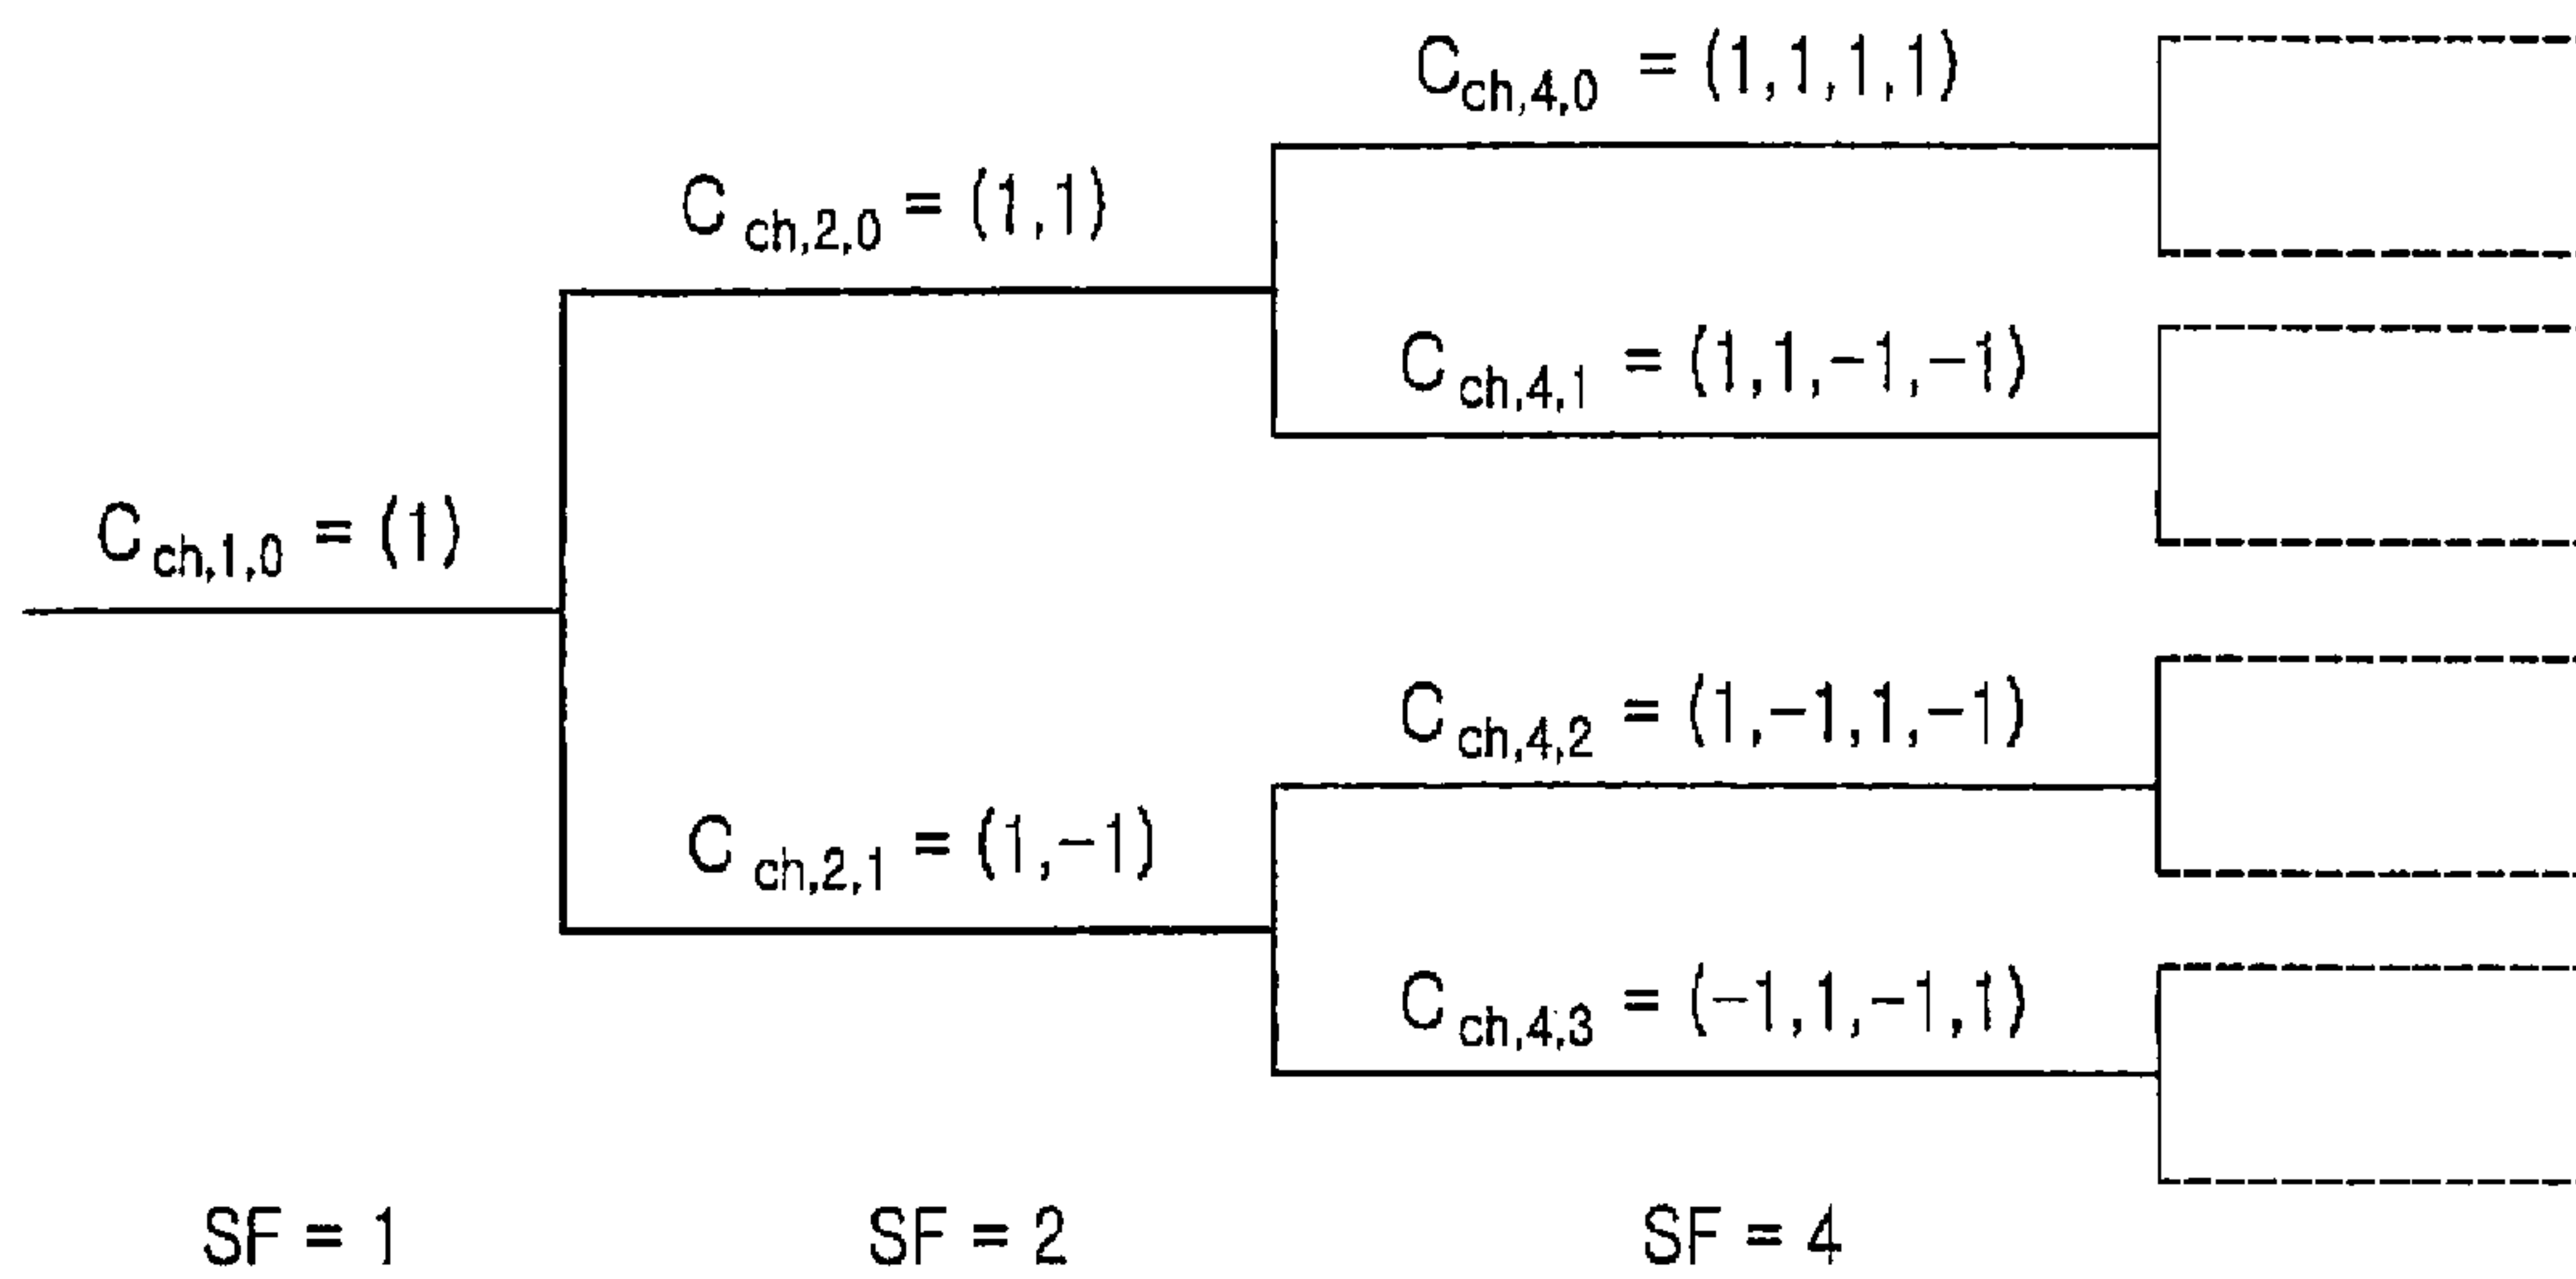 C ch,4,0 = (1,1,1,1)
C ch,2,0 = (1,1)
C ch,4,1 = (1,1,-1,-1)
C ch,1,0 = (1)
C ch,4,2 = (1,-1,1,-1)
C ch,2,1 = (1,-1)
C ch,4,3 = (-1,1,-1,1)
SF = 1
SF = 2
SF = 4